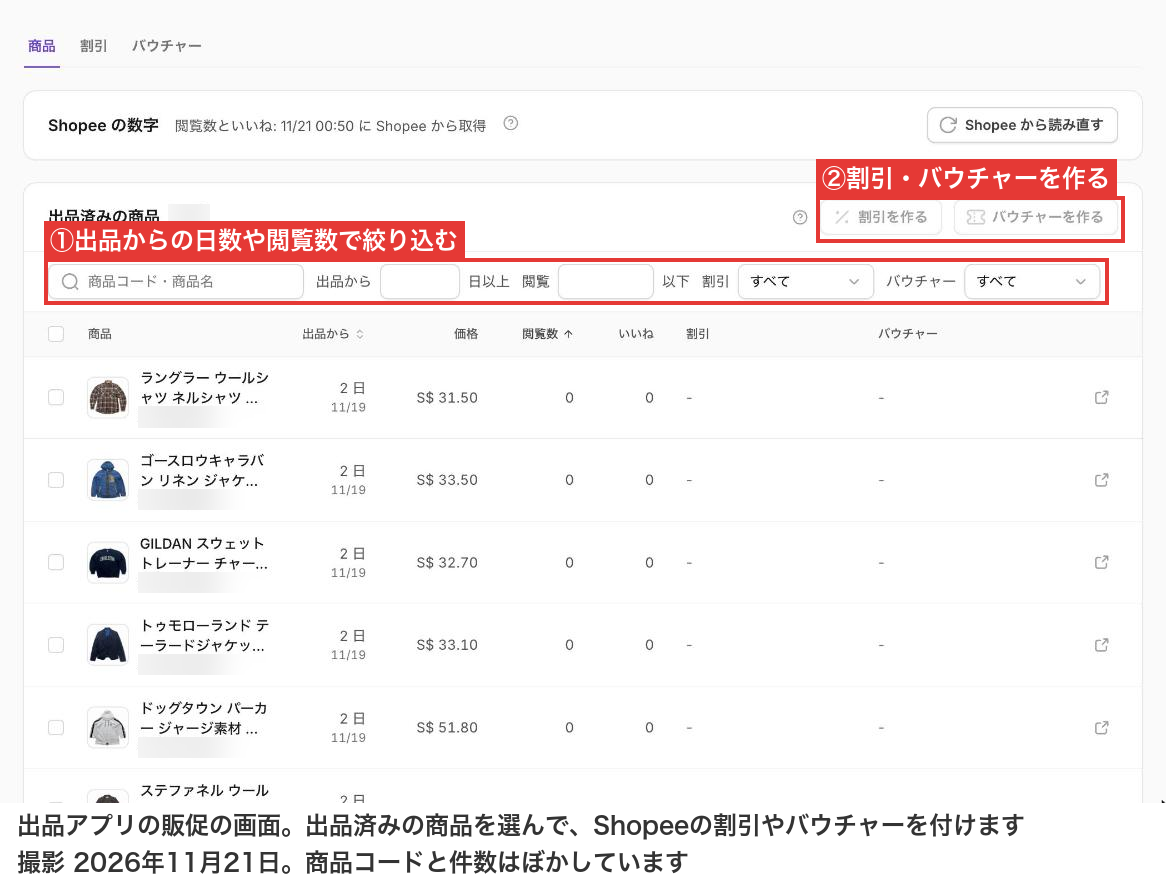 商品 割引 バウチャー
Shopee の数字 閲覧数といいね: 11/21 00:50 に Shopee から取得 Shopee から読み直す
②割引・バウチャーを作る
出品済みの商品 割引を作る バウチャーを作る
①出品からの日数や閲覧数で絞り込む
商品コード・商品名 出品から 日以上 閲覧 以下 割引 すべて バウチャー すべて
商品 出品から 価格 閲覧数 ↑ いいね 割引 バウチャー
ラングラー ウールシ
ャツ ネルシャツ ...
2 日
11/19
S$ 31.50 0 0 - -
ゴースロウキャラバ
ン リネン ジャケ...
2 日
11/19
S$ 33.50 0 0 - -
GILDAN スウェット
トレーナー チャー...
2 日
11/19
S$ 32.70 0 0 - -
トゥモローランド テ
ーラードジャケッ...
2 日
11/19
S$ 33.10 0 0 - -
ドッグタウン パーカ
ー ジャージ素材 ...
2 日
11/19
S$ 51.80 0 0 - -
ステファネル ウール
2 日
出品アプリの販促の画面。出品済みの商品を選んで、Shopeeの割引やバウチャーを付けます
撮影 2026年11月21日。商品コードと件数はぼかしています